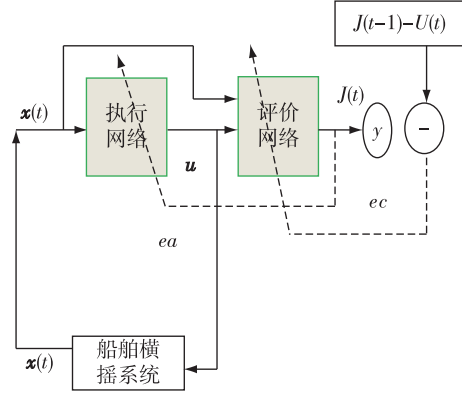 J(t-1)-U(t)
x(t)
执行
网络
评价
网络
J(t)
y
−
u
ea
ec
船舶横
摇系统
x(t)